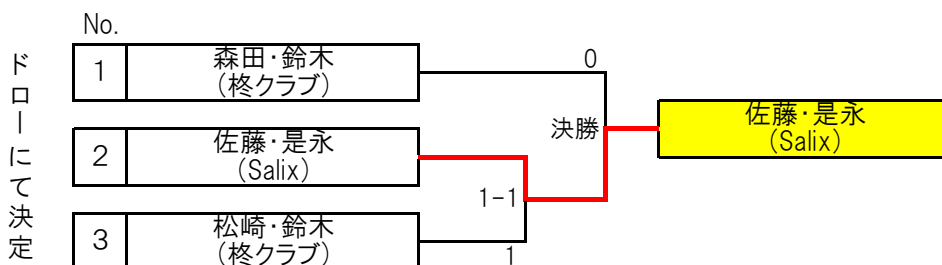 No.
ドローにて決定
1
森田・鈴木
（柊クラブ）
0
2
佐藤・是永
（Salix）
決勝
佐藤・是永
（Salix）
1-1
3
松崎・鈴木
（柊クラブ）
1